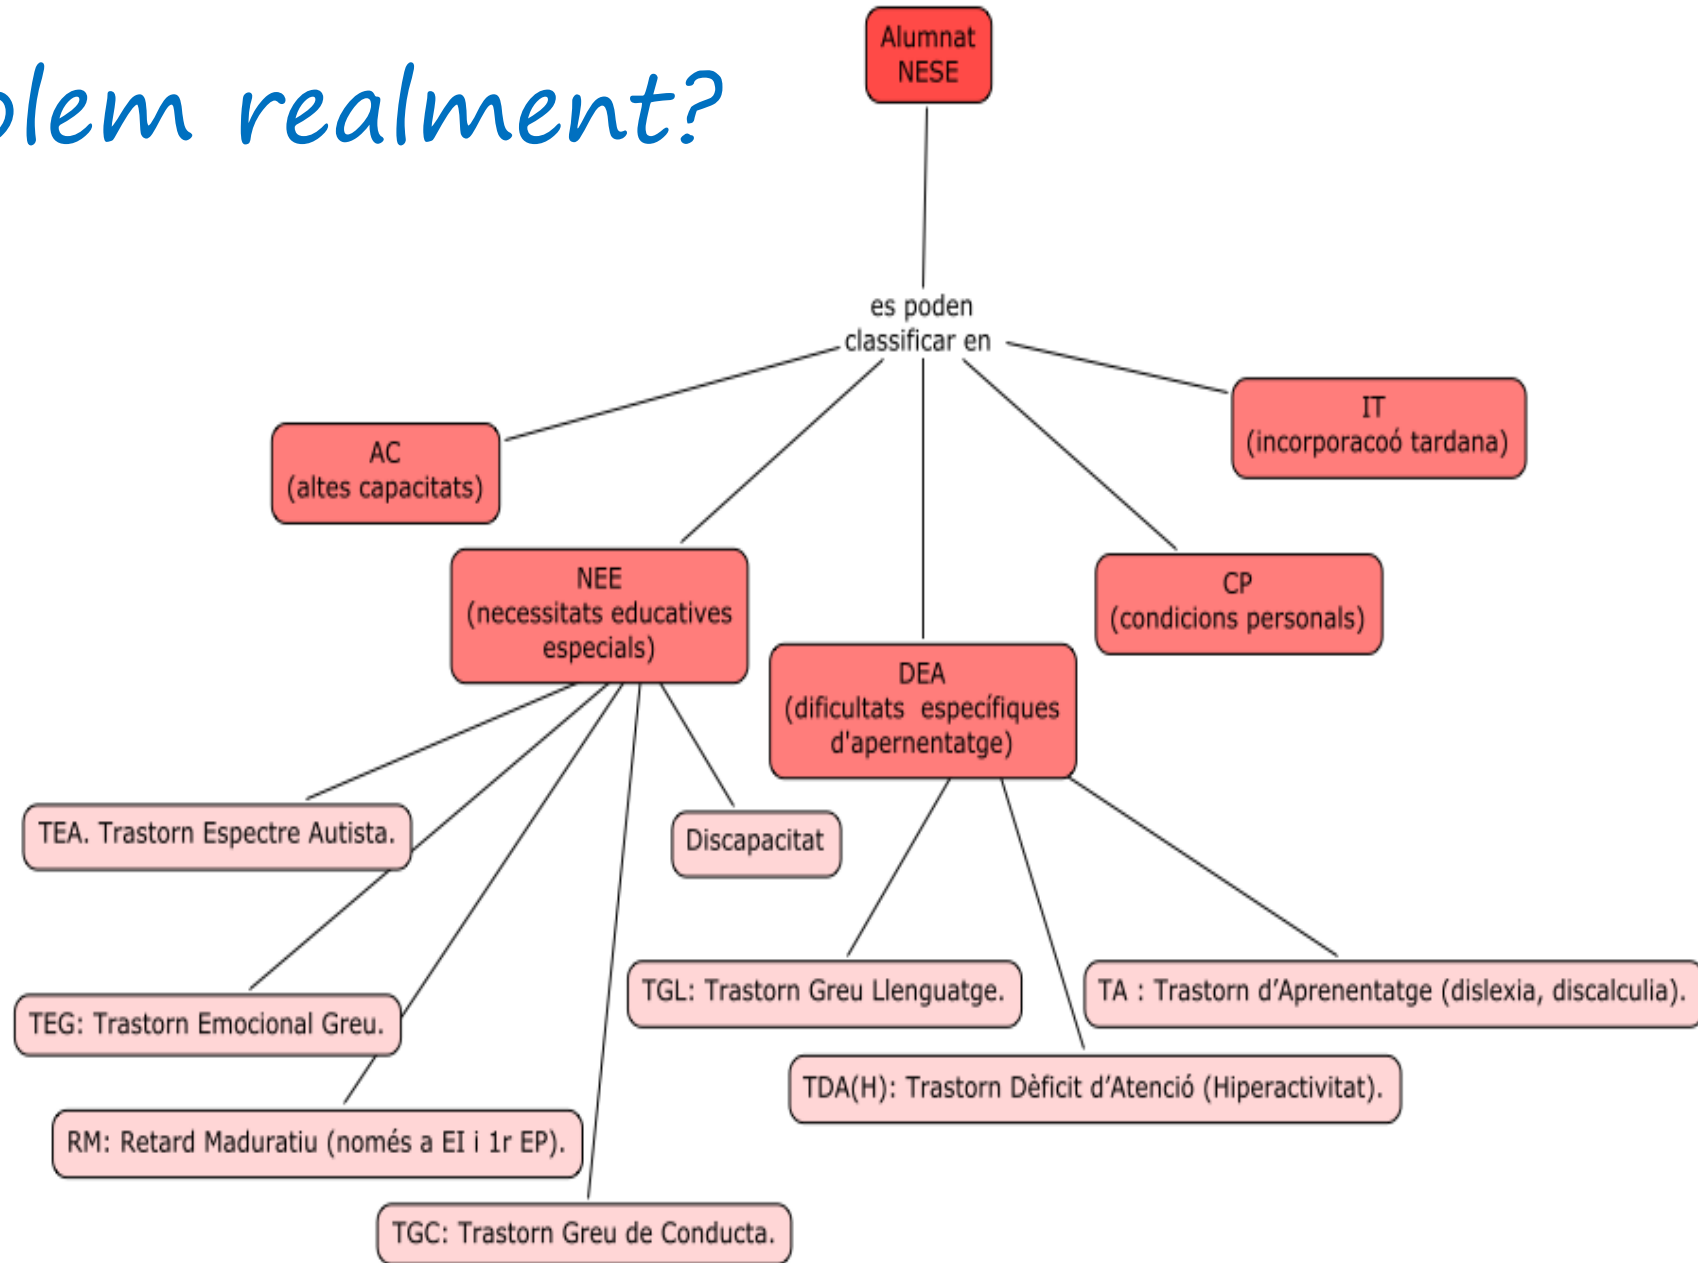 Alumnat
NESE
olem realment?
es poden
classificar en
IT
(incorporacoó tardana)
AC
(altes capacitats)
NEE
(necessitats educatives
especials)
CP
(condicions personals)
DEA
(dificultats  específiques
d'apernentatge)
TEA. Trastorn Espectre Autista.
Discapacitat
TGL: Trastorn Greu Llenguatge.
TA : Trastorn d’Aprenentatge (dislexia, discalculia).
TEG: Trastorn Emocional Greu.
TDA(H): Trastorn Dèficit d’Atenció (Hiperactivitat).
RM: Retard Maduratiu (només a EI i 1r EP).
TGC: Trastorn Greu de Conducta.